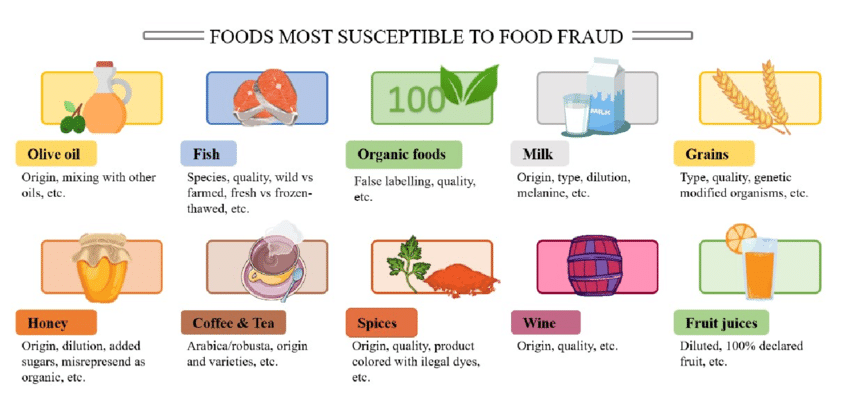 FOODS MOST SUSCEPTIBLE TO FOOD FRAUD
Olive oil
Origin, mixing with other
oils, etc.
Fish
Species, quality, wild vs
farmed, fresh vs frozen-
thawed, etc.
100
Organic foods
False labelling, quality,
etc.
MILK
Milk
Origin, type, dilution,
melanine, etc.
Grains
Type, quality, genetic
modified organisms, etc.
Honey
Origin, dilution, added
sugars, misrepresend as
organic, etc.
Coffee & Tea
Arabica/robusta, origin
and varieties, etc.
Spices
Origin, quality, product
colored with ilegal dyes,
etc.
Wine
Origin, quality, etc.
Fruit juices
Diluted, 100% declared
fruit, etc.